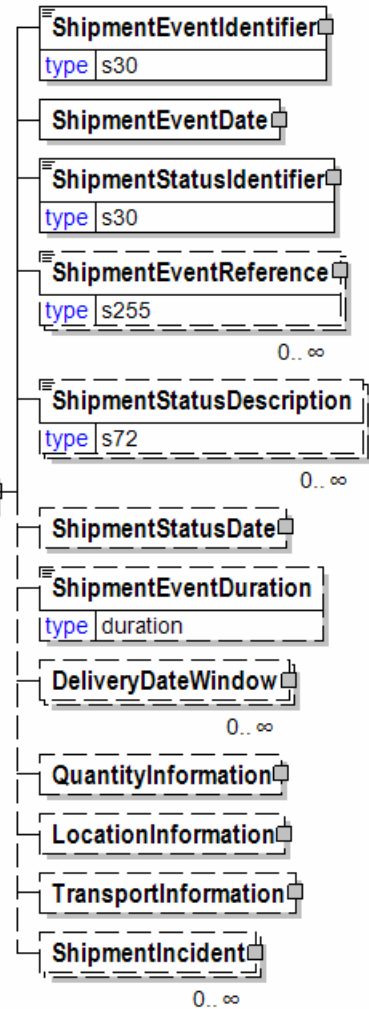 ShipmentEventIdentifier
type s30
ShipmentEventDate
ShipmentStatusIdentifier
type s30
ShipmentEventReference
type s255
0.. ∞
ShipmentStatusDescription
type s72
0.. ∞
ShipmentStatusDate
ShipmentEventDuration
type duration
DeliveryDateWindow
0.. ∞
QuantityInformation
LocationInformation
TransportInformation
ShipmentIncident
0.. ∞